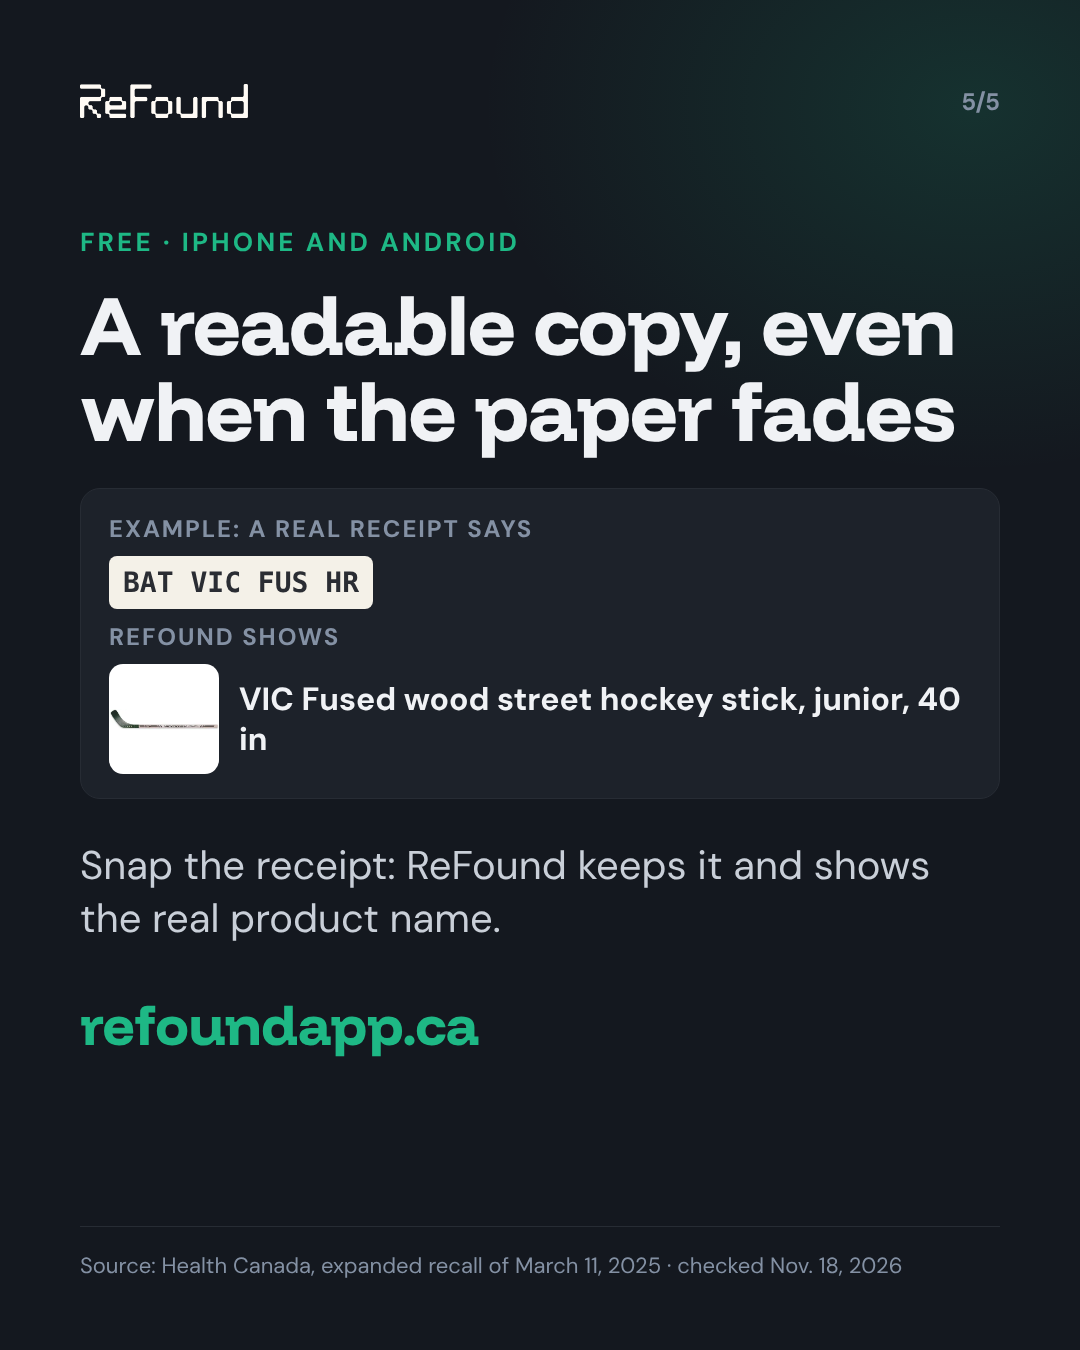 ReFound
5/5
FREE · IPHONE AND ANDROID
A readable copy, even
when the paper fades
EXAMPLE: A REAL RECEIPT SAYS
BAT VIC FUS HR
REFOUND SHOWS
VIC Fused wood street hockey stick, junior, 40
in
Snap the receipt: ReFound keeps it and shows
the real product name.
refoundapp.ca
Source: Health Canada, expanded recall of March 11, 2025 · checked Nov. 18, 2026